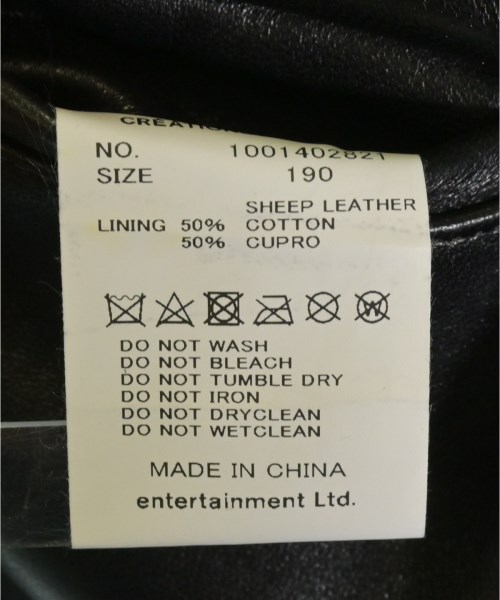 NO. 1001402821
SIZE 190
SHEEP LEATHER
LINING 50% COTTON
50% CUPRO
W
DO NOT WASH
DO NOT BLEACH
DO NOT TUMBLE DRY
DO NOT IRON
DO NOT DRYCLEAN
DO NOT WETCLEAN
MADE IN CHINA
entertainment Ltd.